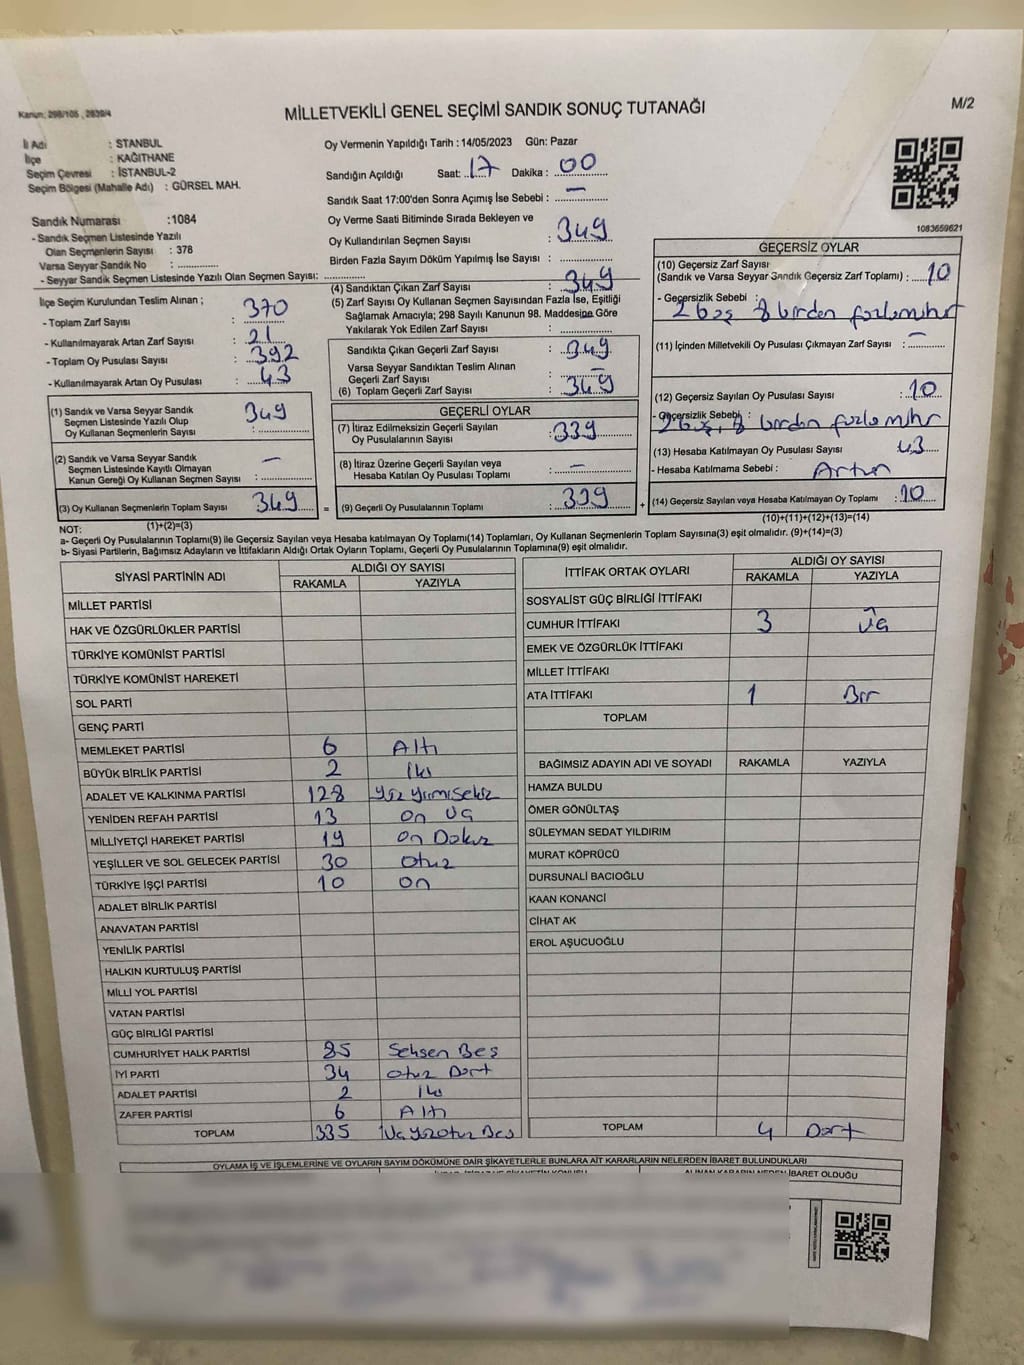 Kanun: 298/105 , 2839/4
MİLLETVEKİLİ GENEL SEÇİMİ SANDIK SONUÇ TUTANAĞI
M/2
İl Adı : STANBUL
İlçe : KAĞITHANE
Seçim Çevresi : İSTANBUL-2
Seçim Bölgesi (Mahalle Adı) : GÜRSEL MAH.
Sandık Numarası :1084
- Sandık Seçmen Listesinde Yazılı
Olan Seçmenlerin Sayısı : 378
Varsa Seyyar Sandık No :
- Seyyar Sandık Seçmen Listesinde Yazılı Olan Seçmen Sayısı:
Oy Vermenin Yapıldığı Tarih : 14/05/2023 Gün: Pazar
Sandığın Açıldığı Saat: 17 Dakika : 00
Sandık Saat 17:00'den Sonra Açımış İse Sebebi : —
Oy Verme Saati Bitiminde Sırada Bekleyen ve
Oy Kullandırılan Seçmen Sayısı : 349
Birden Fazla Sayım Döküm Yapılmış İse Sayısı :
1083659621
İlçe Seçim Kurulundan Teslim Alınan ;
- Toplam Zarf Sayısı : 370
- Kullanılmayarak Artan Zarf Sayısı : 21
- Toplam Oy Pusulası Sayısı : 392
- Kullanılmayarak Artan Oy Pusulası : 43
(1) Sandık ve Varsa Seyyar Sandık
Seçmen Listesinde Yazılı Olup
Oy Kullanan Seçmenlerin Sayısı : 349
(2) Sandık ve Varsa Seyyar Sandık
Seçmen Listesinde Kayıtlı Olmayan
Kanun Gereği Oy Kullanan Seçmen Sayısı : —
(3) Oy Kullanan Seçmenlerin Toplam Sayısı : 349
(1)+(2)=(3)
(4) Sandıktan Çıkan Zarf Sayısı : 349
(5) Zarf Sayısı Oy Kullanan Seçmen Sayısından Fazla İse, Eşitliği
Sağlamak Amacıyla; 298 Sayılı Kanunun 98. Maddesine Göre
Yakılarak Yok Edilen Zarf Sayısı :
Sandıkta Çıkan Geçerli Zarf Sayısı : 349
Varsa Seyyar Sandıktan Teslim Alınan
Geçerli Zarf Sayısı : —
(6) Toplam Geçerli Zarf Sayısı : 349
GEÇERLİ OYLAR
(7) İtiraz Edilmeksizin Geçerli Sayılan
Oy Pusulalarının Sayısı : 339
(8) İtiraz Üzerine Geçerli Sayılan veya
Hesaba Katılan Oy Pusulası Toplamı : —
= (9) Geçerli Oy Pusulalarının Toplamı : 339
GEÇERSİZ OYLAR
(10) Geçersiz Zarf Sayısı
(Sandık ve Varsa Seyyar Sandık Geçersiz Zarf Toplamı) : 10
- Geçersizlik Sebebi :
2 boş 8 birden fazla mühr
(11) İçinden Milletvekili Oy Pusulası Çıkmayan Zarf Sayısı : —
(12) Geçersiz Sayılan Oy Pusulası Sayısı : 10
- Geçersizlik Sebebi :
2 boş, 8 birden fazla mühr
(13) Hesaba Katılmayan Oy Pusulası Sayısı : 43
- Hesaba Katılmama Sebebi : Artan
+ (14) Geçersiz Sayılan veya Hesaba Katılmayan Oy Toplamı : 10
(10)+(11)+(12)+(13)=(14)
NOT:
a- Geçerli Oy Pusulalarının Toplamı(9) ile Geçersiz Sayılan veya Hesaba katılmayan Oy Toplamı(14) Toplamları, Oy Kullanan Seçmenlerin Toplam Sayısına(3) eşit olmalıdır. (9)+(14)=(3)
b- Siyasi Partilerin, Bağımsız Adayların ve İttifakların Aldığı Ortak Oyların Toplamı, Geçerli Oy Pusulalarının Toplamına(9) eşit olmalıdır.
SİYASİ PARTİNİN ADI ALDIĞI OY SAYISI
RAKAMLA YAZIYLA
MİLLET PARTİSİ
HAK VE ÖZGÜRLÜKLER PARTİSİ
TÜRKİYE KOMÜNİST PARTİSİ
TÜRKİYE KOMÜNİST HAREKETİ
SOL PARTİ
GENÇ PARTİ
MEMLEKET PARTİSİ 6 Altı
BÜYÜK BİRLİK PARTİSİ 2 İki
ADALET VE KALKINMA PARTİSİ 128 Yüz yirmi sekiz
YENİDEN REFAH PARTİSİ 13 on üç
MİLLİYETÇİ HAREKET PARTİSİ 19 on Dokuz
YEŞİLLER VE SOL GELECEK PARTİSİ 30 otuz
TÜRKİYE İŞÇİ PARTİSİ 10 on
ADALET BİRLİK PARTİSİ
ANAVATAN PARTİSİ
YENİLİK PARTİSİ
HALKIN KURTULUŞ PARTİSİ
MİLLİ YOL PARTİSİ
VATAN PARTİSİ
GÜÇ BİRLİĞİ PARTİSİ
CUMHURİYET HALK PARTİSİ 85 Seksen Beş
İYİ PARTİ 34 otuz Dört
ADALET PARTİSİ 2 İki
ZAFER PARTİSİ 6 Altı
TOPLAM 335 Üçyüzotuz Beş
İTTİFAK ORTAK OYLARI ALDIĞI OY SAYISI
RAKAMLA YAZIYLA
SOSYALİST GÜÇ BİRLİĞİ İTTİFAKI
CUMHUR İTTİFAKI 3 üç
EMEK VE ÖZGÜRLÜK İTTİFAKI
MİLLET İTTİFAKI
ATA İTTİFAKI 1 Bir
TOPLAM
BAĞIMSIZ ADAYIN ADI VE SOYADI RAKAMLA YAZIYLA
HAMZA BULDU
ÖMER GÖNÜLTAŞ
SÜLEYMAN SEDAT YILDIRIM
MURAT KÖPRÜCÜ
DURSUNALİ BACIOĞLU
KAAN KONANCİ
CİHAT AK
EROL AŞUCUOĞLU
TOPLAM 4 Dört
OYLAMA İŞ VE İŞLEMLERİNE VE OYLARIN SAYIM DÖKÜMÜNE DAİR ŞİKAYETLERLE BUNLARA AİT KARARLARIN NELERDEN İBARET BULUNDUKLARI
ALINAN KARARIN NEDEN İBARET OLDUĞU